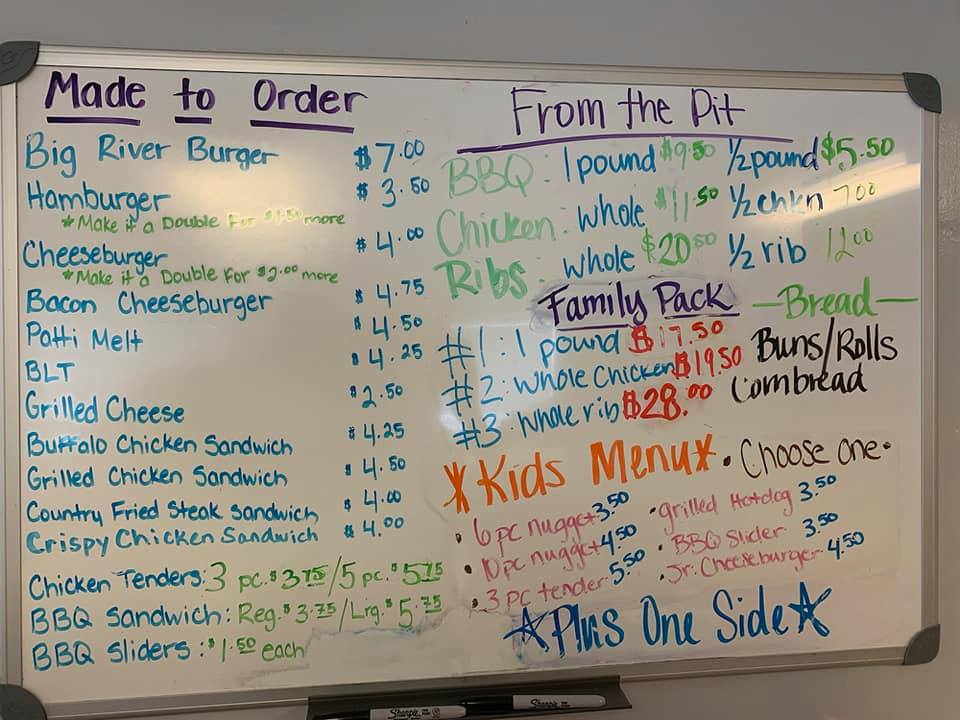 Made to Order
Big River Burger $7.00
Hamburger $3.50
*Make it a Double For more
Cheeseburger $4.00
*Make it a Double For $2.00 more
Bacon Cheeseburger $4.75
Patti Melt $4.50
BLT $4.25
Grilled Cheese $2.50
Buffalo Chicken Sandwich $4.25
Grilled Chicken Sandwich $4.50
Country Fried Steak Sandwich $4.00
Crispy Chicken Sandwich $4.00
Chicken Tenders: 3 pc. $3.75/5 pc. $5.75
BBQ Sandwich: Reg. $3.75/Lrg. $5.75
BBQ Sliders: $1.50 each
From the Pit
BBQ: 1 pound $9.50 1/2 pound $5.50
Chicken: whole $11.50 1/2 chkn 7.00
Ribs: whole $20.50 1/2 rib 12.00
Family Pack
#1: 1 pound $17.50
#2: whole Chicken $19.50
#3: whole rib $28.00
—Bread—
Buns/Rolls
Cornbread
*Kids Menu* •Choose one•
• 6 pc nugget 3.50
• 10 pc nugget 4.50
• 3 pc tender 5.50
• grilled Hotdog 3.50
• BBQ Slider 3.50
• Jr. Cheeseburger 4.50
☆Plus One Side☆
Sharpie
Sharpie